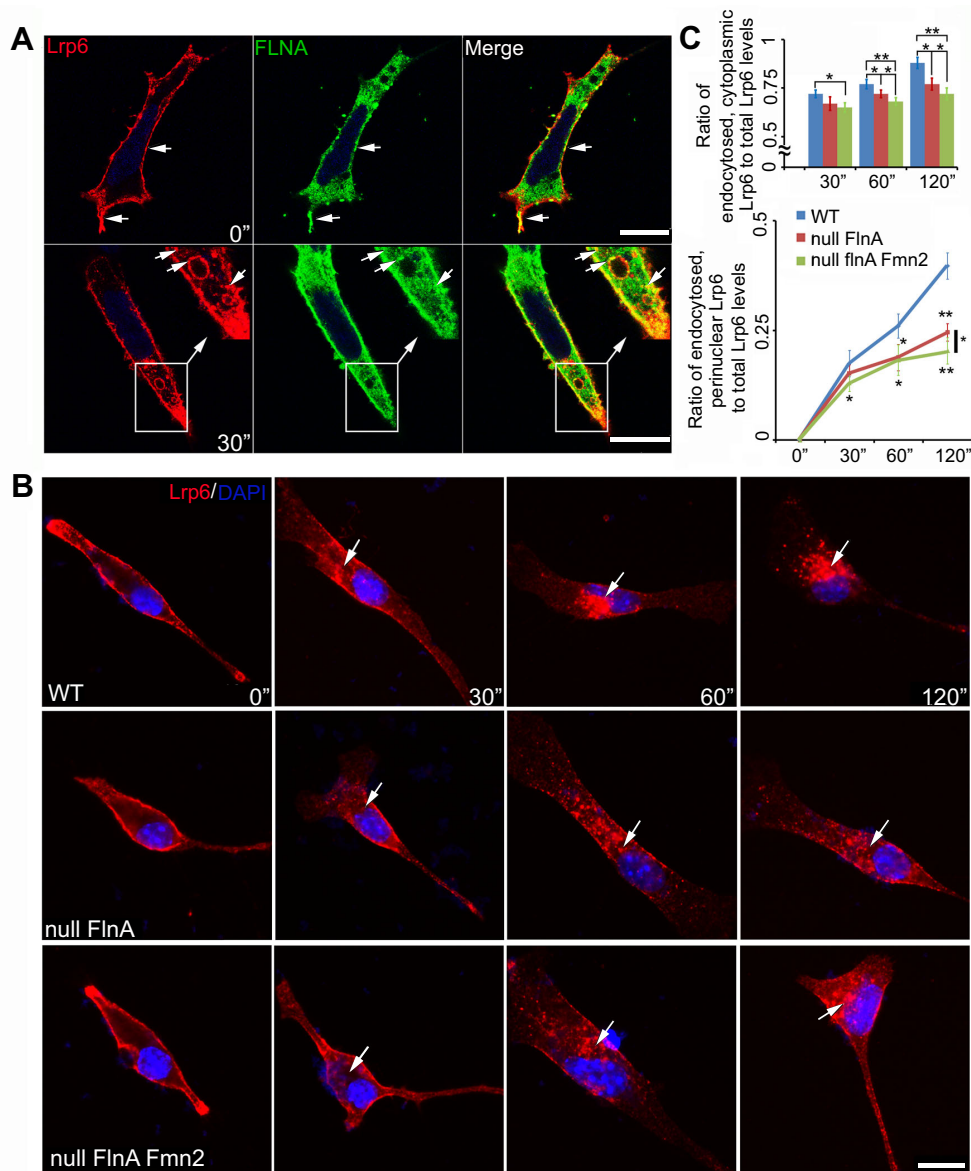 A
Lrp6
FLNA
Merge
0”
30”
C
Ratio of
endocytosed, cytoplasmic
Lrp6 to total Lrp6 levels
1
0.75
0.5
0
*
**
* *
**
* *
30” 60” 120”
WT
null FlnA
null flnA Fmn2
Ratio of endocytosed,
perinuclear Lrp6
to total Lrp6 levels
0.5
0.25
0
*
*
*
**
**
*
0” 30” 60” 120”
B
Lrp6/DAPI
WT
0”
30”
60”
120”
null FlnA
null FlnA Fmn2